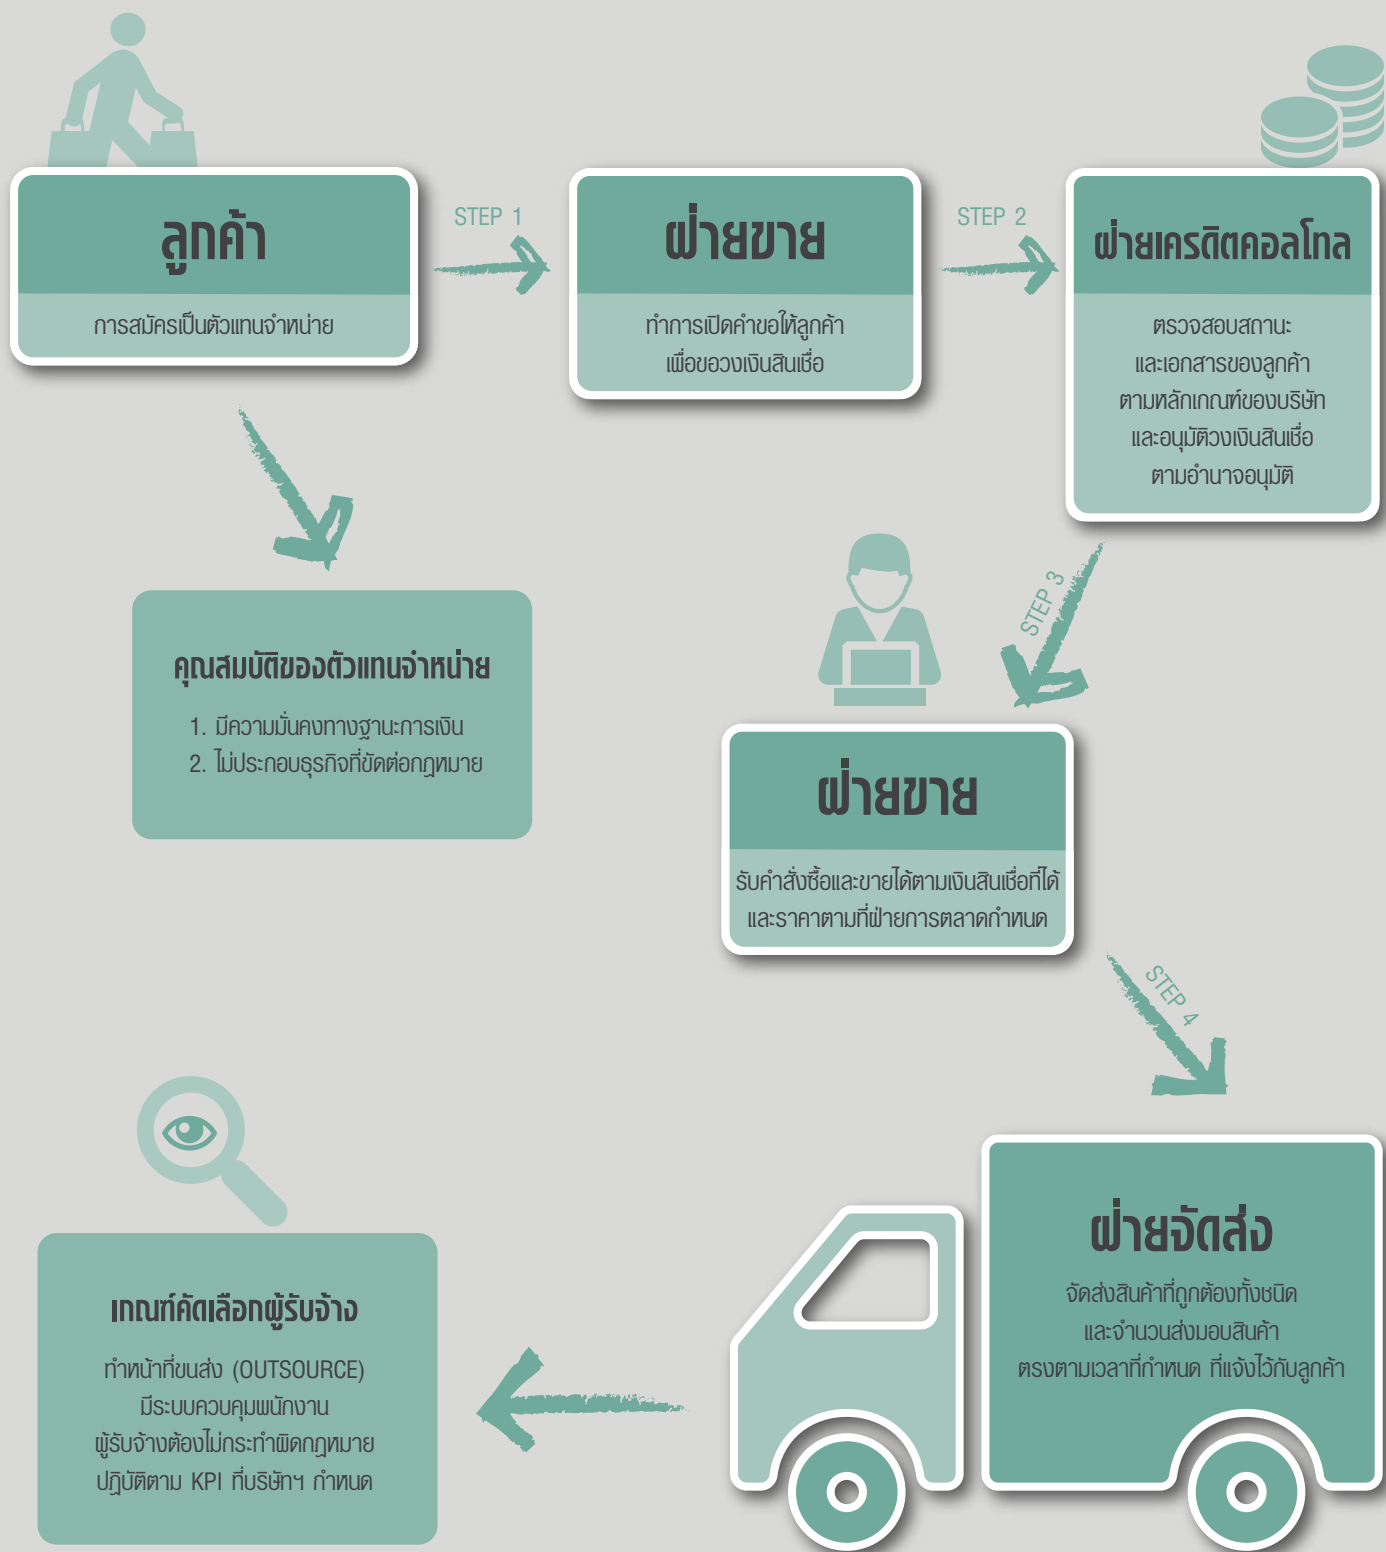 ลูกค้า
การสมัครเป็นตัวแทนจำหน่าย
STEP 1
ฝ่ายขาย
ทำการเปิดคำขอให้ลูกค้า
เพื่อขอวงเงินสินเชื่อ
STEP 2
ฝ่ายเครดิตคอลโทล
ตรวจสอบสถานะ
และเอกสารของลูกค้า
ตามหลักเกณฑ์ของบริษัท
และอนุมัติวงเงินสินเชื่อ
ตามอำนาจอนุมัติ
คุณสมบัติของตัวแทนจำหน่าย
1. มีความมั่นคงทางฐานะการเงิน
2. ไม่ประกอบธุรกิจที่ขัดต่อกฎหมาย
STEP 3
ฝ่ายขาย
รับคำสั่งซื้อและขายได้ตามเงินสินเชื่อที่ได้
และราคาตามที่ฝ่ายการตลาดกำหนด
STEP 4
ฝ่ายจัดส่ง
จัดส่งสินค้าที่ถูกต้องทั้งชนิด
และจำนวนส่งมอบสินค้า
ตรงตามเวลาที่กำหนด ที่แจ้งไว้กับลูกค้า
เกณฑ์คัดเลือกผู้รับจ้าง
ทำหน้าที่ขนส่ง (OUTSOURCE)
มีระบบควบคุมพนักงาน
ผู้รับจ้างต้องไม่กระทำผิดกฎหมาย
ปฏิบัติตาม KPI ที่บริษัทฯ กำหนด